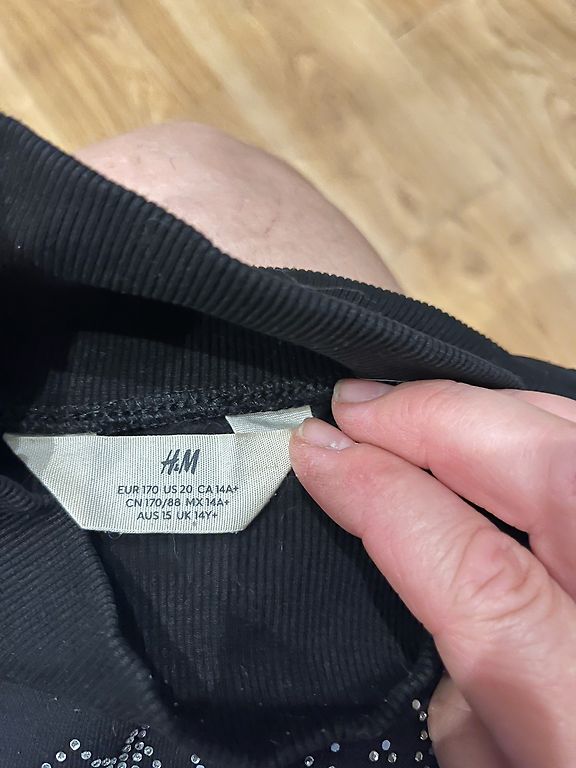 H&M
EUR 170 US 20 CA 14A+
CN 170/88 MX 14A+
AUS 15 UK 14Y+